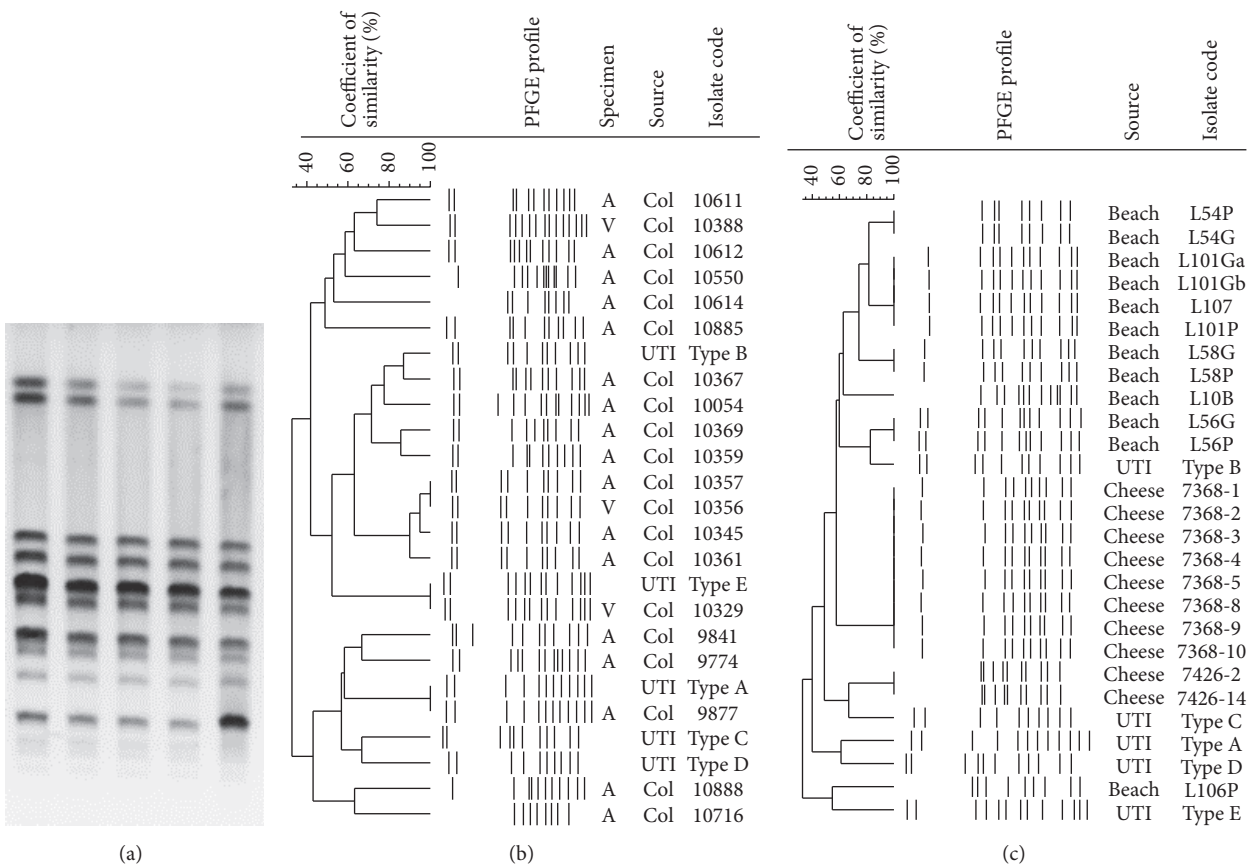 Coefficient of
similarity (%)
PFGE profile
Specimen
Source
Isolate code
40
60
80
100
A Col 10611
V Col 10388
A Col 10612
A Col 10550
A Col 10614
A Col 10885
UTI Type B
A Col 10367
A Col 10054
A Col 10369
A Col 10359
A Col 10357
V Col 10356
A Col 10345
A Col 10361
UTI Type E
V Col 10329
A Col 9841
A Col 9774
UTI Type A
A Col 9877
UTI Type C
UTI Type D
A Col 10888
A Col 10716
Coefficient of
similarity (%)
PFGE profile
Source
Isolate code
40
60
80
100
Beach L54P
Beach L54G
Beach L101Ga
Beach L101Gb
Beach L107
Beach L101P
Beach L58G
Beach L58P
Beach L10B
Beach L56G
Beach L56P
UTI Type B
Cheese 7368-1
Cheese 7368-2
Cheese 7368-3
Cheese 7368-4
Cheese 7368-5
Cheese 7368-8
Cheese 7368-9
Cheese 7368-10
Cheese 7426-2
Cheese 7426-14
UTI Type C
UTI Type A
UTI Type D
Beach L106P
UTI Type E
(a)
(b)
(c)